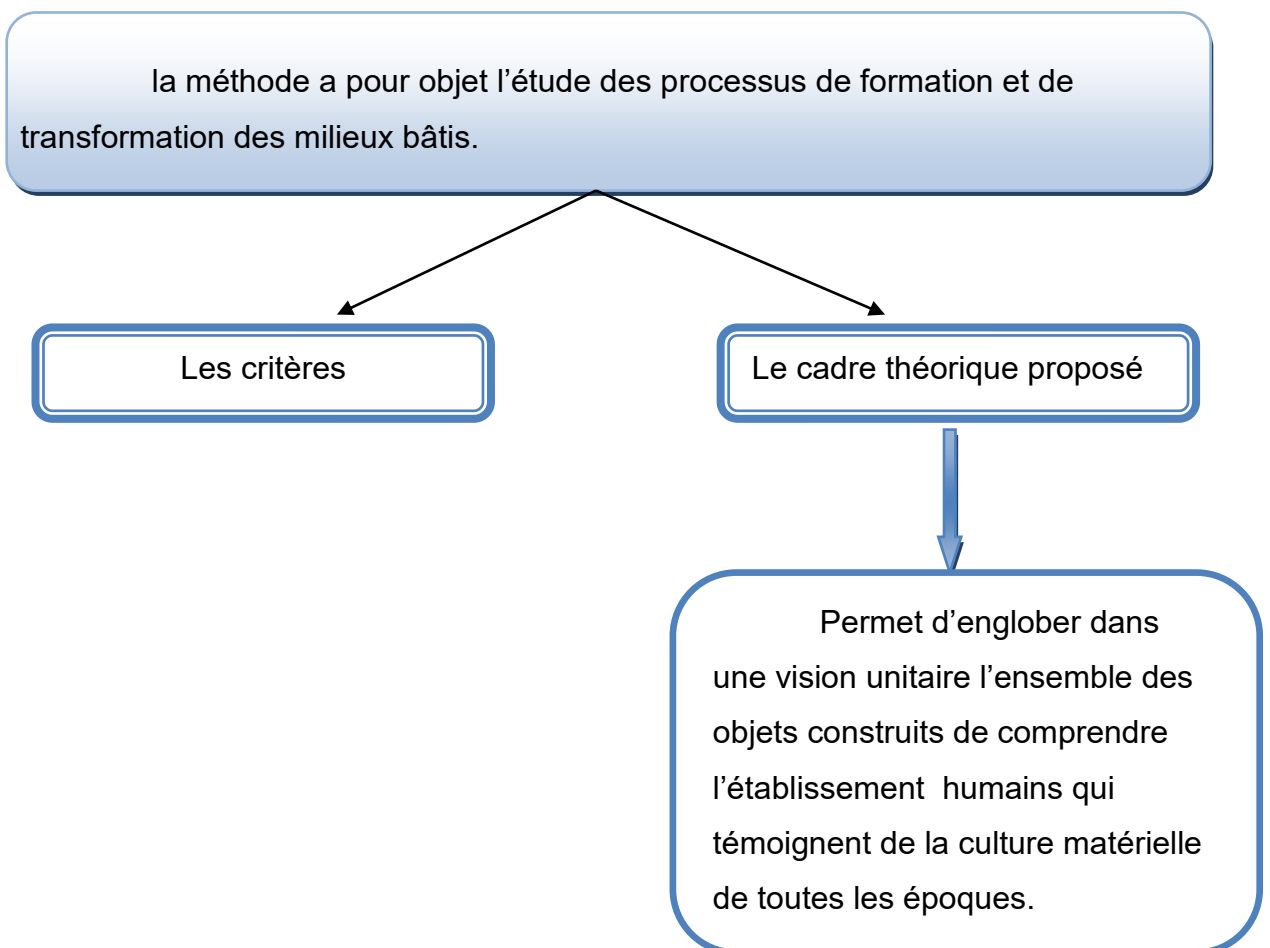 la méthode a pour objet l’étude des processus de formation et de
transformation des milieux bâtis.
Les critères
Le cadre théorique proposé
Permet d’englober dans
une vision unitaire l’ensemble des
objets construits de comprendre
l’établissement  humains qui
témoignent de la culture matérielle
de toutes les époques.